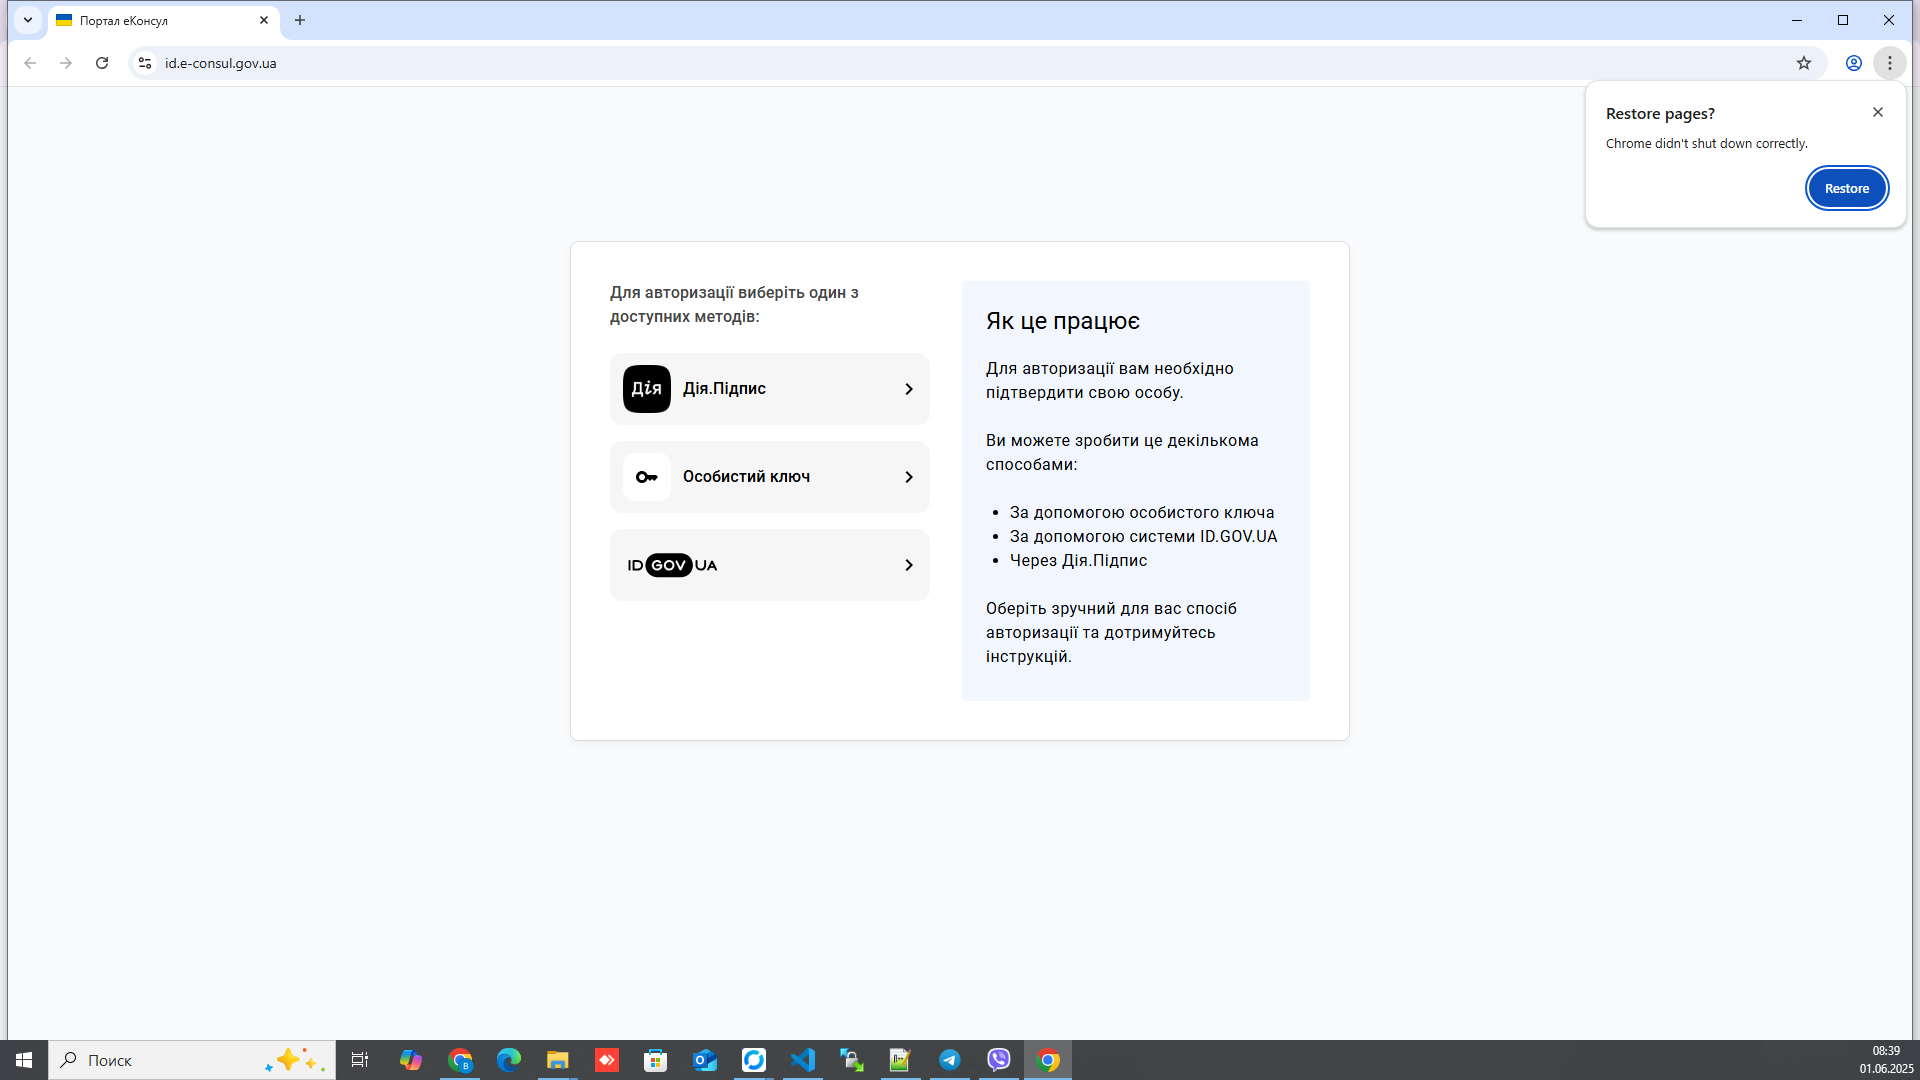 Портал еКонсул
id.e-consul.gov.ua
Restore pages?
Chrome didn't shut down correctly.
Restore
Для авторизації виберіть один з
доступних методів:
Дія
Дія.Підпис
Особистий ключ
ID GOV UA
Як це працює
Для авторизації вам необхідно
підтвердити свою особу.
Ви можете зробити це декількома
способами:
• За допомогою особистого ключа
• За допомогою системи ID.GOV.UA
• Через Дія.Підпис
Оберіть зручний для вас спосіб
авторизації та дотримуйтесь
інструкцій.
Поиск
08:39
01.06.2025